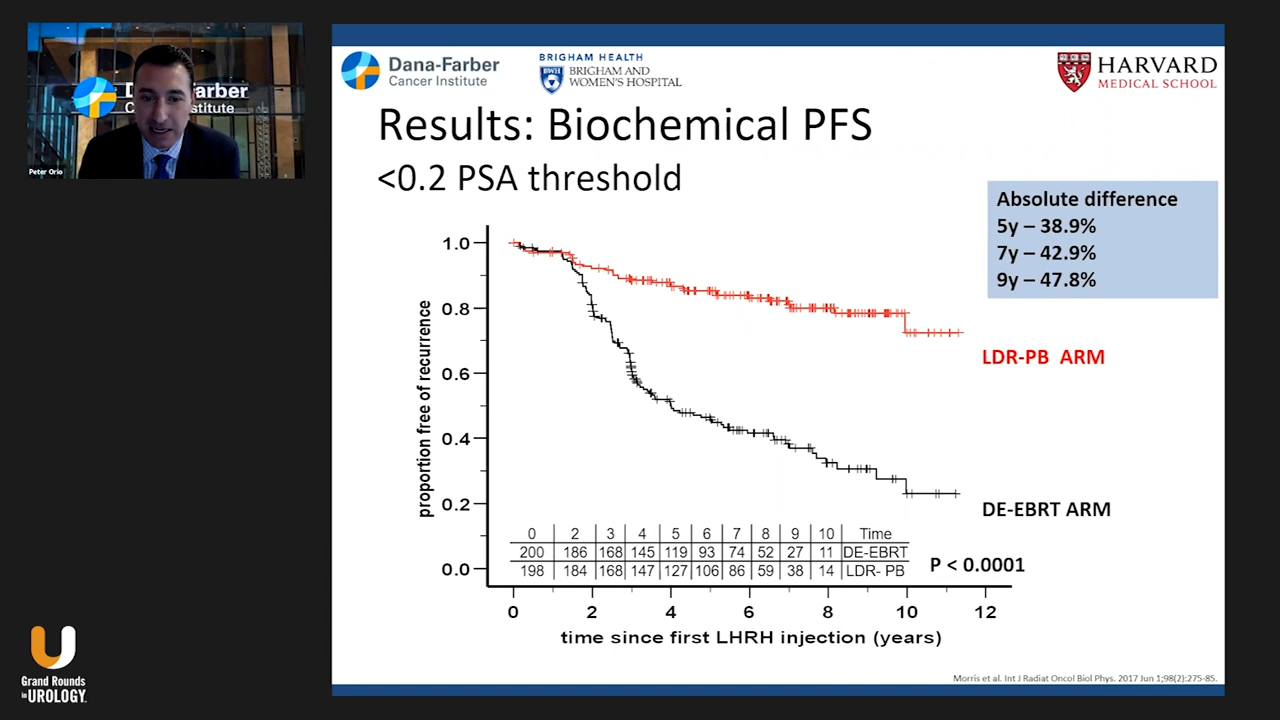 Dana-Farber
Cancer Institute
BRIGHAM HEALTH
BWH
BRIGHAM AND
WOMEN'S HOSPITAL
HARVARD
MEDICAL SCHOOL
Results: Biochemical PFS
<0.2 PSA threshold
Peter Orio
Absolute difference
5y – 38.9%
7y – 42.9%
9y – 47.8%
proportion free of recurrence
1.0
0.8
0.6
0.4
0.2
0.0
LDR-PB ARM
DE-EBRT ARM
0 2 3 4 5 6 7 8 9 10 Time
200 186 168 145 119 93 74 52 27 11 DE-EBRT
198 184 168 147 127 106 86 59 38 14 LDR- PB
P < 0.0001
0 2 4 6 8 10 12
time since first LHRH injection (years)
Morris et al. Int J Radiat Oncol Biol Phys. 2017 Jun 1;98(2):275-85.
Grand Rounds
in UROLOGY